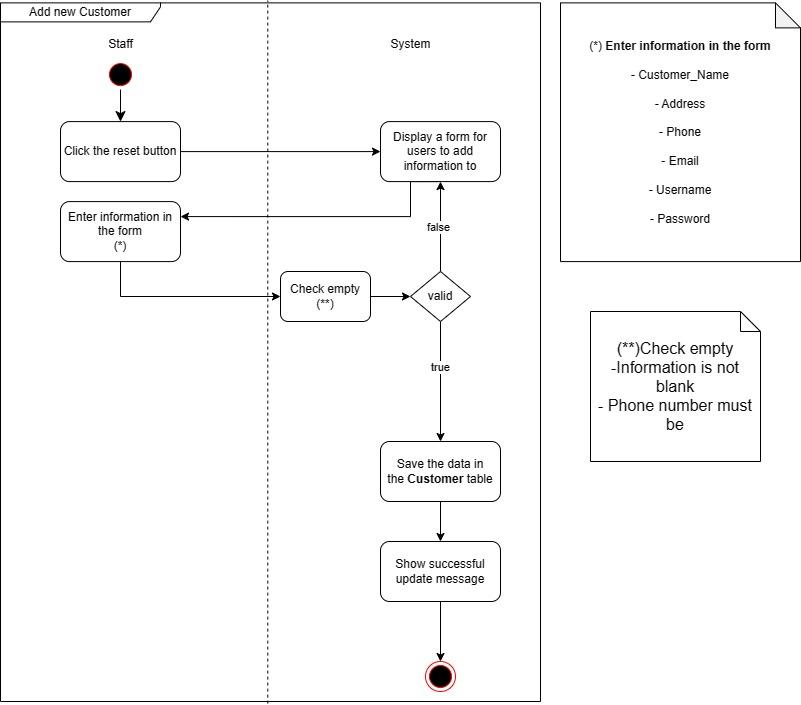 Add new Customer
Staff
System
Click the reset button
Display a form for
users to add
information to
Enter information in
the form
(*)
false
Check empty
(**)
valid
true
Save the data in
the Customer table
Show successful
update message
(*) Enter information in the form
- Customer_Name
- Address
- Phone
- Email
- Username
- Password
(**)Check empty
-Information is not
blank
- Phone number must
be